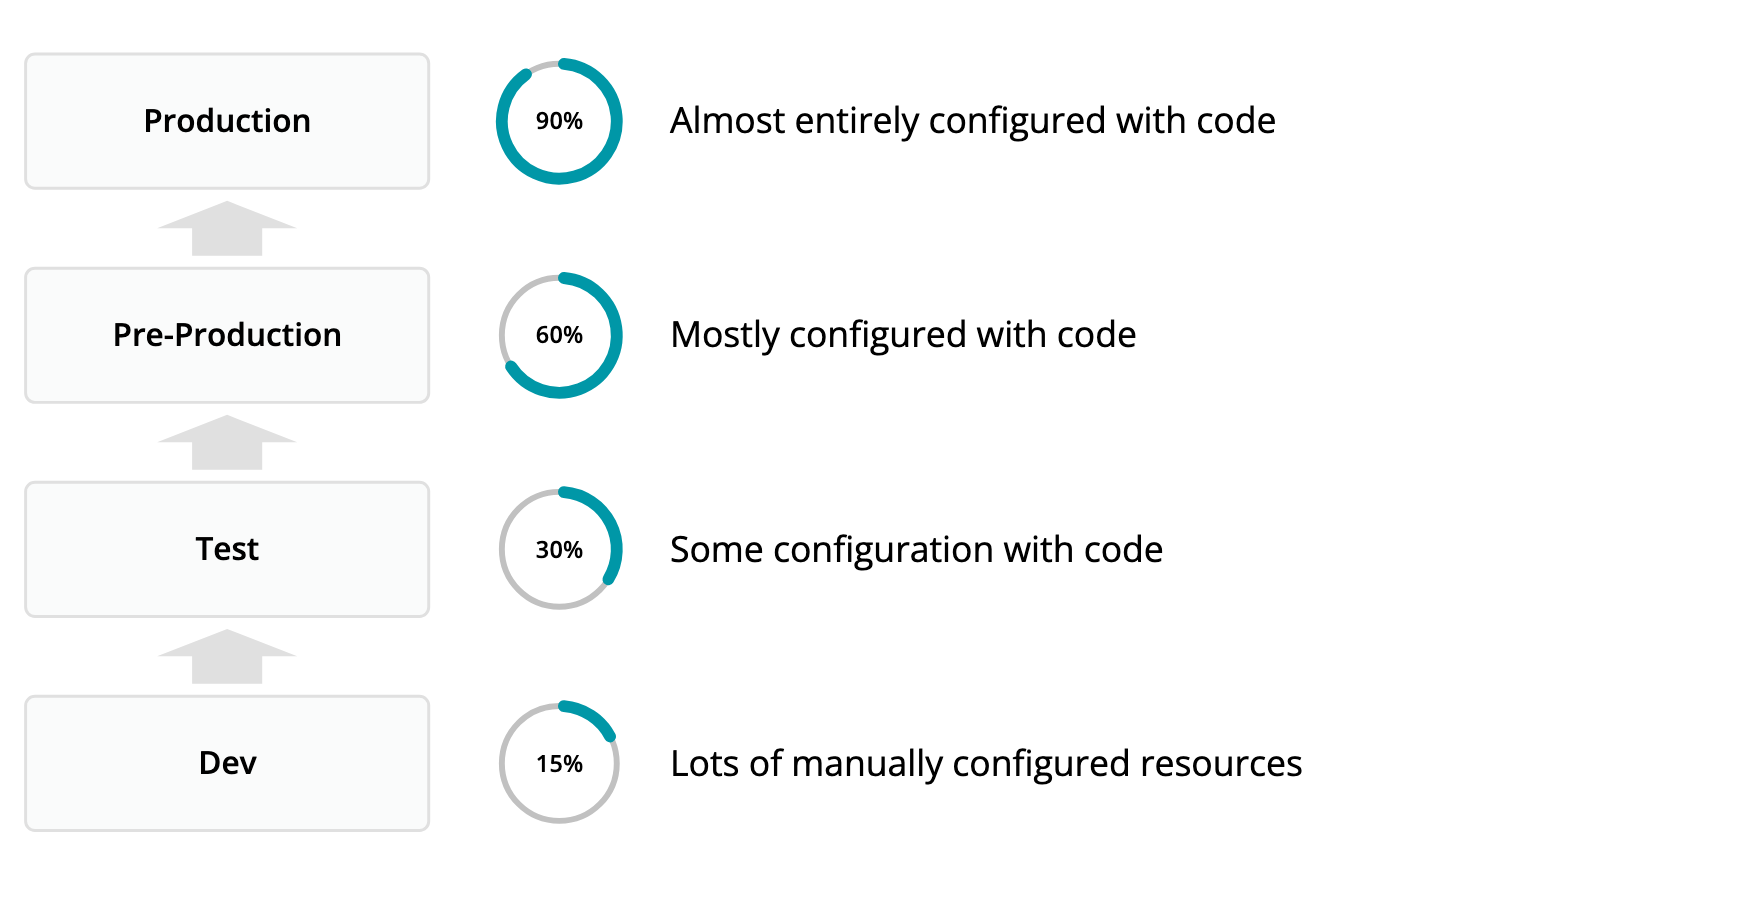 Production
90%
Almost entirely configured with code
Pre-Production
60%
Mostly configured with code
Test
30%
Some configuration with code
Dev
15%
Lots of manually configured resources